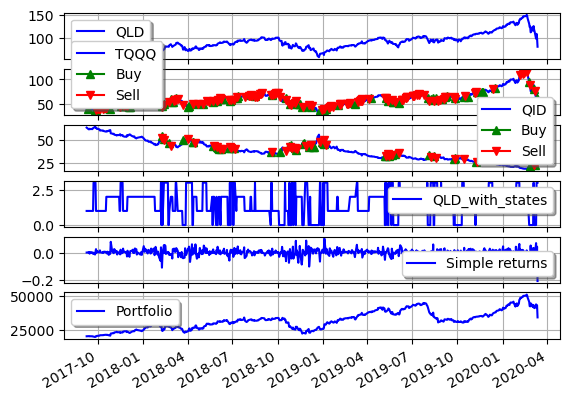 150
100
QLD
100
50
TQQQ
Buy
Sell
50
25
QID
Buy
Sell
2.5
0.0
QLD_with_states
0.0
−0.2
Simple returns
50000
25000
Portfolio
2017-10
2018-01
2018-04
2018-07
2018-10
2019-01
2019-04
2019-07
2019-10
2020-01
2020-04